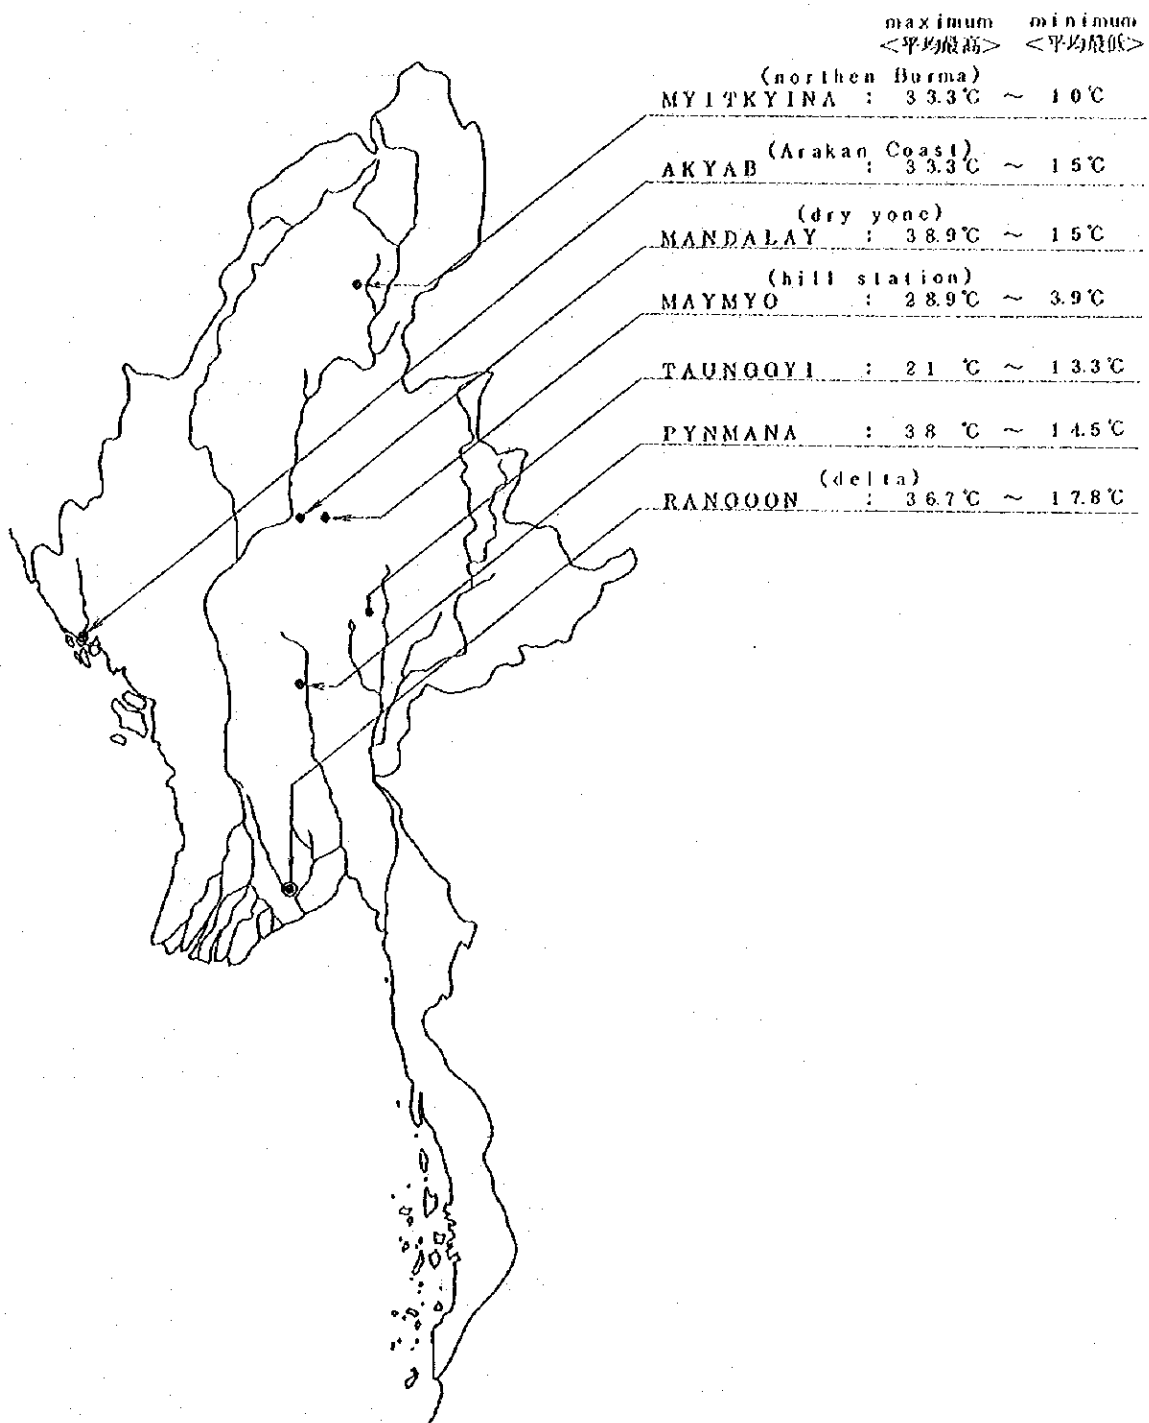 maximum minimum
<平均最高> <平均最低>
(northen Burma)
MYITKYINA : 33.3℃ ~ 10℃
(Arakan Coast)
AKYAB : 33.3℃ ~ 15℃
(dry yone)
MANDALAY : 38.9℃ ~ 15℃
(hill station)
MAYMYO : 28.9℃ ~ 3.9℃
TAUNGOYI : 21 ℃ ~ 13.3℃
PYNMANA : 38 ℃ ~ 14.5℃
(delta)
RANOOON : 36.7℃ ~ 17.8℃